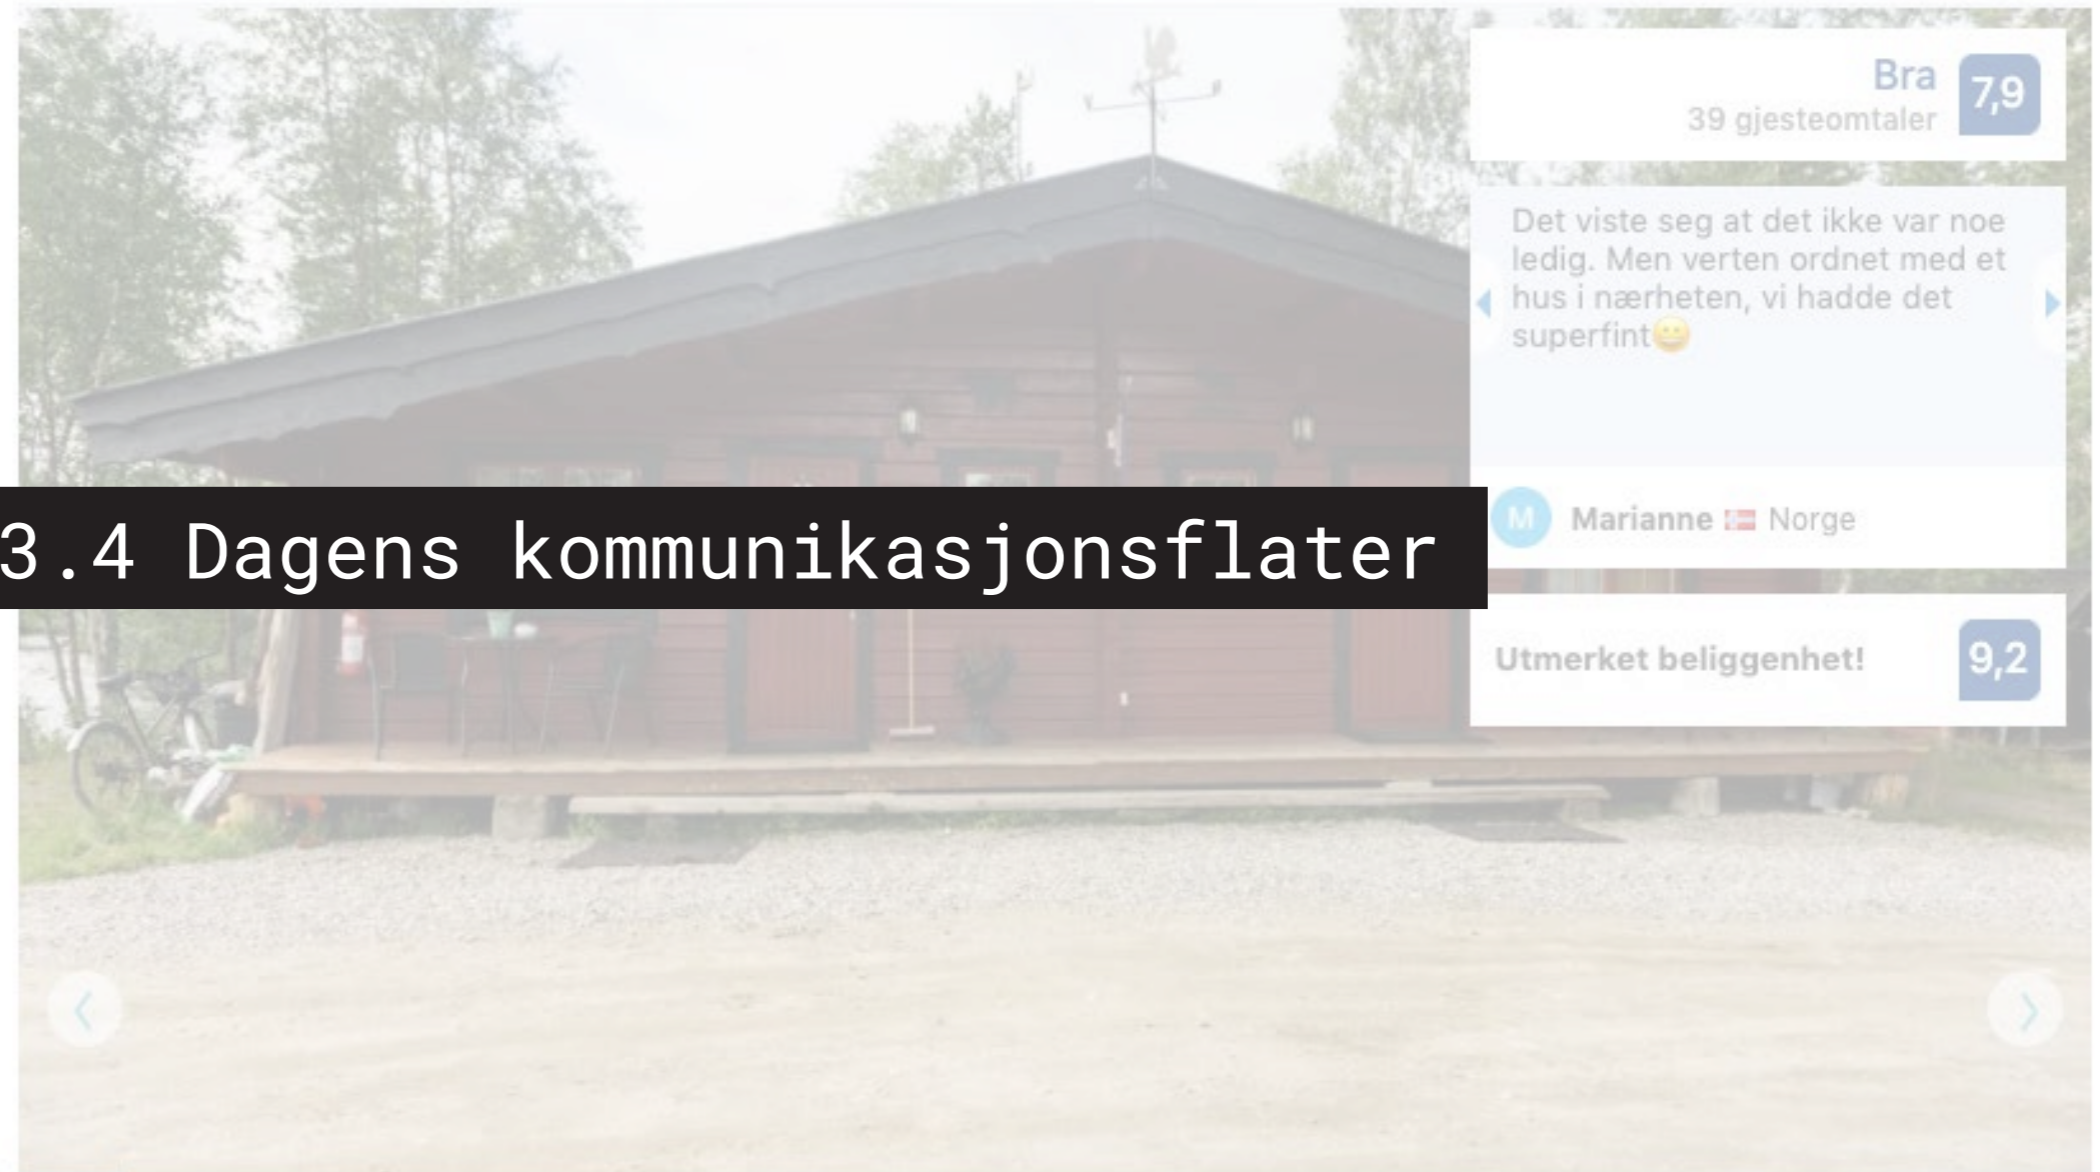 Bra
7,9
39 gjesteomtaler
Det viste seg at det ikke var noe
ledig. Men verten ordnet med et
hus i nærheten, vi hadde det
superfint😀
M Marianne 🇳🇴 Norge
3.4 Dagens kommunikasjonsflater
Utmerket beliggenhet! 9,2